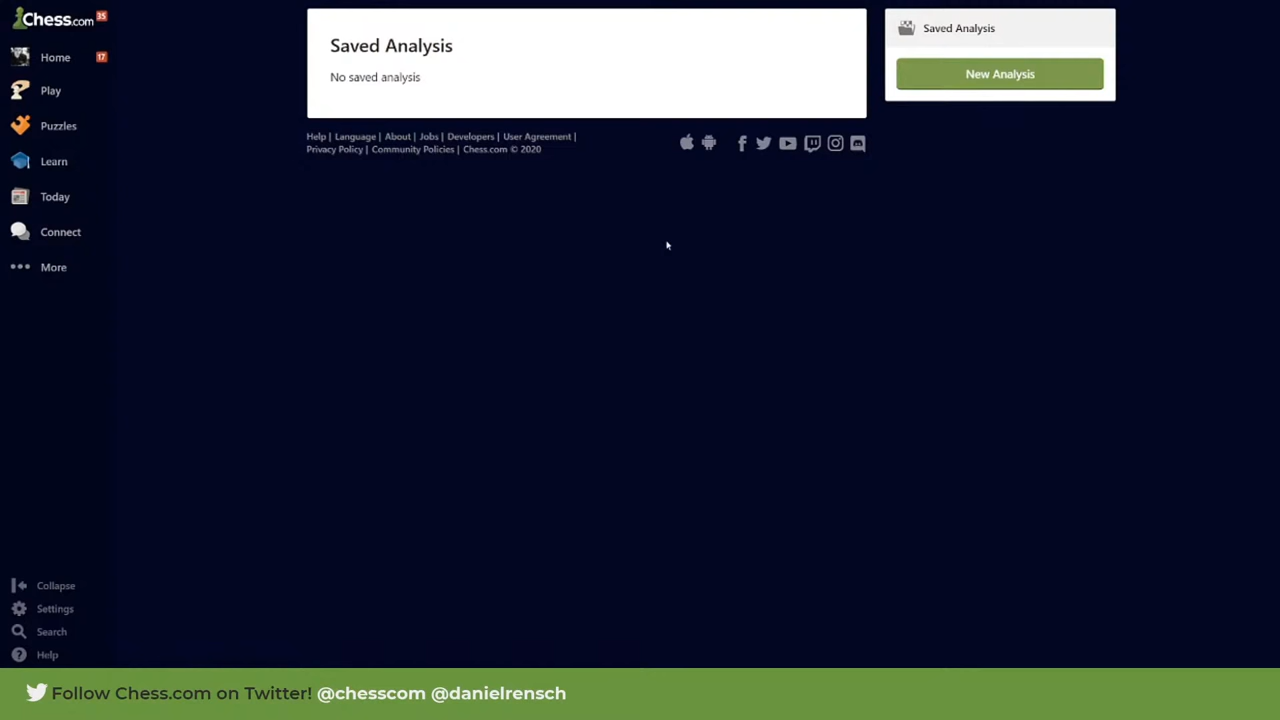 Chess.com 35
Home 17
Play
Puzzles
Learn
Today
Connect
More
Collapse
Settings
Search
Help
Saved Analysis
No saved analysis
Help | Language | About | Jobs | Developers | User Agreement |
Privacy Policy | Community Policies | Chess.com © 2020
Saved Analysis
New Analysis
Follow Chess.com on Twitter! @chesscom @danielrensch